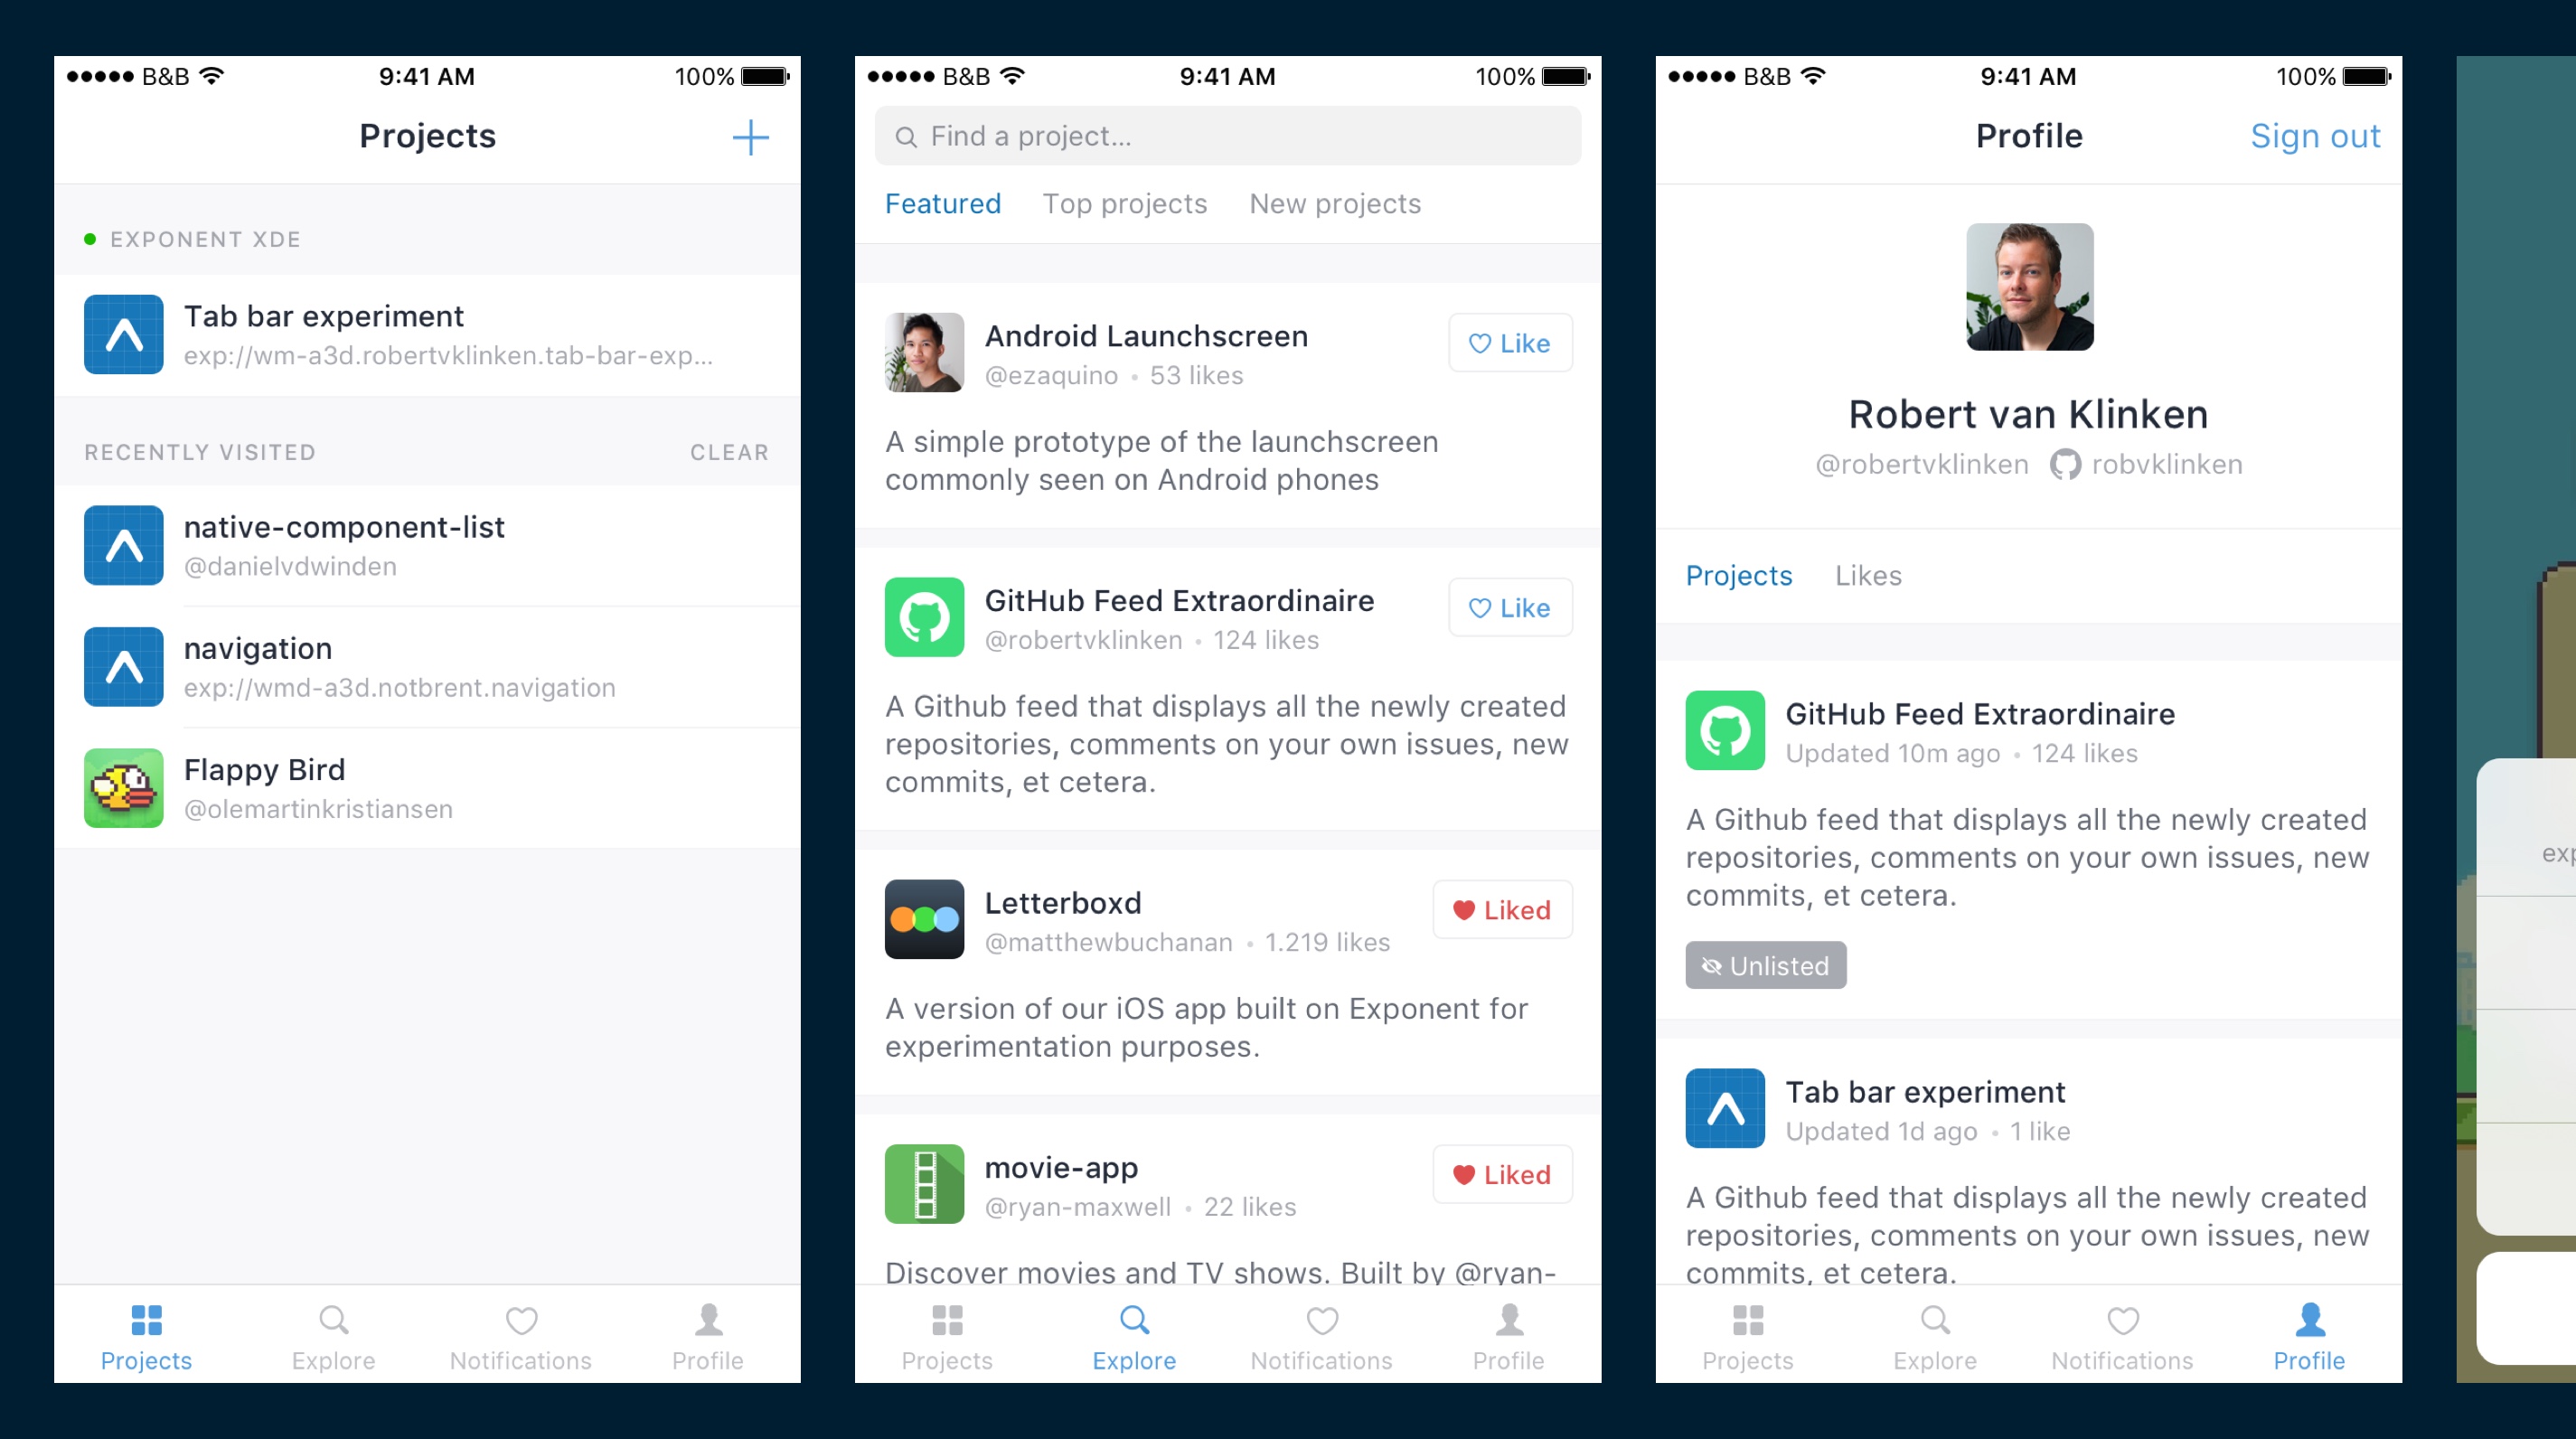 B&B 9:41 AM 100%
Projects
EXPONENT XDE
Tab bar experiment
exp://wm-a3d.robertvklinken.tab-bar-exp...
RECENTLY VISITED CLEAR
native-component-list
@danielvdwinden
navigation
exp://wmd-a3d.notbrent.navigation
Flappy Bird
@olemartinkristiansen
Projects Explore Notifications Profile
B&B 9:41 AM 100%
Find a project...
Featured Top projects New projects
Android Launchscreen
Like
@ezaquino • 53 likes
A simple prototype of the launchscreen
commonly seen on Android phones
GitHub Feed Extraordinaire
Like
@robertvklinken • 124 likes
A Github feed that displays all the newly created
repositories, comments on your own issues, new
commits, et cetera.
Letterboxd
Liked
@matthewbuchanan • 1.219 likes
A version of our iOS app built on Exponent for
experimentation purposes.
movie-app
Liked
@ryan-maxwell • 22 likes
Discover movies and TV shows. Built by @ryan-
Projects Explore Notifications Profile
B&B 9:41 AM 100%
Profile Sign out
Robert van Klinken
@robertvklinken robvklinken
Projects Likes
GitHub Feed Extraordinaire
Updated 10m ago • 124 likes
A Github feed that displays all the newly created
repositories, comments on your own issues, new
commits, et cetera.
Unlisted
Tab bar experiment
Updated 1d ago • 1 like
A Github feed that displays all the newly created
repositories, comments on your own issues, new
commits, et cetera.
Projects Explore Notifications Profile